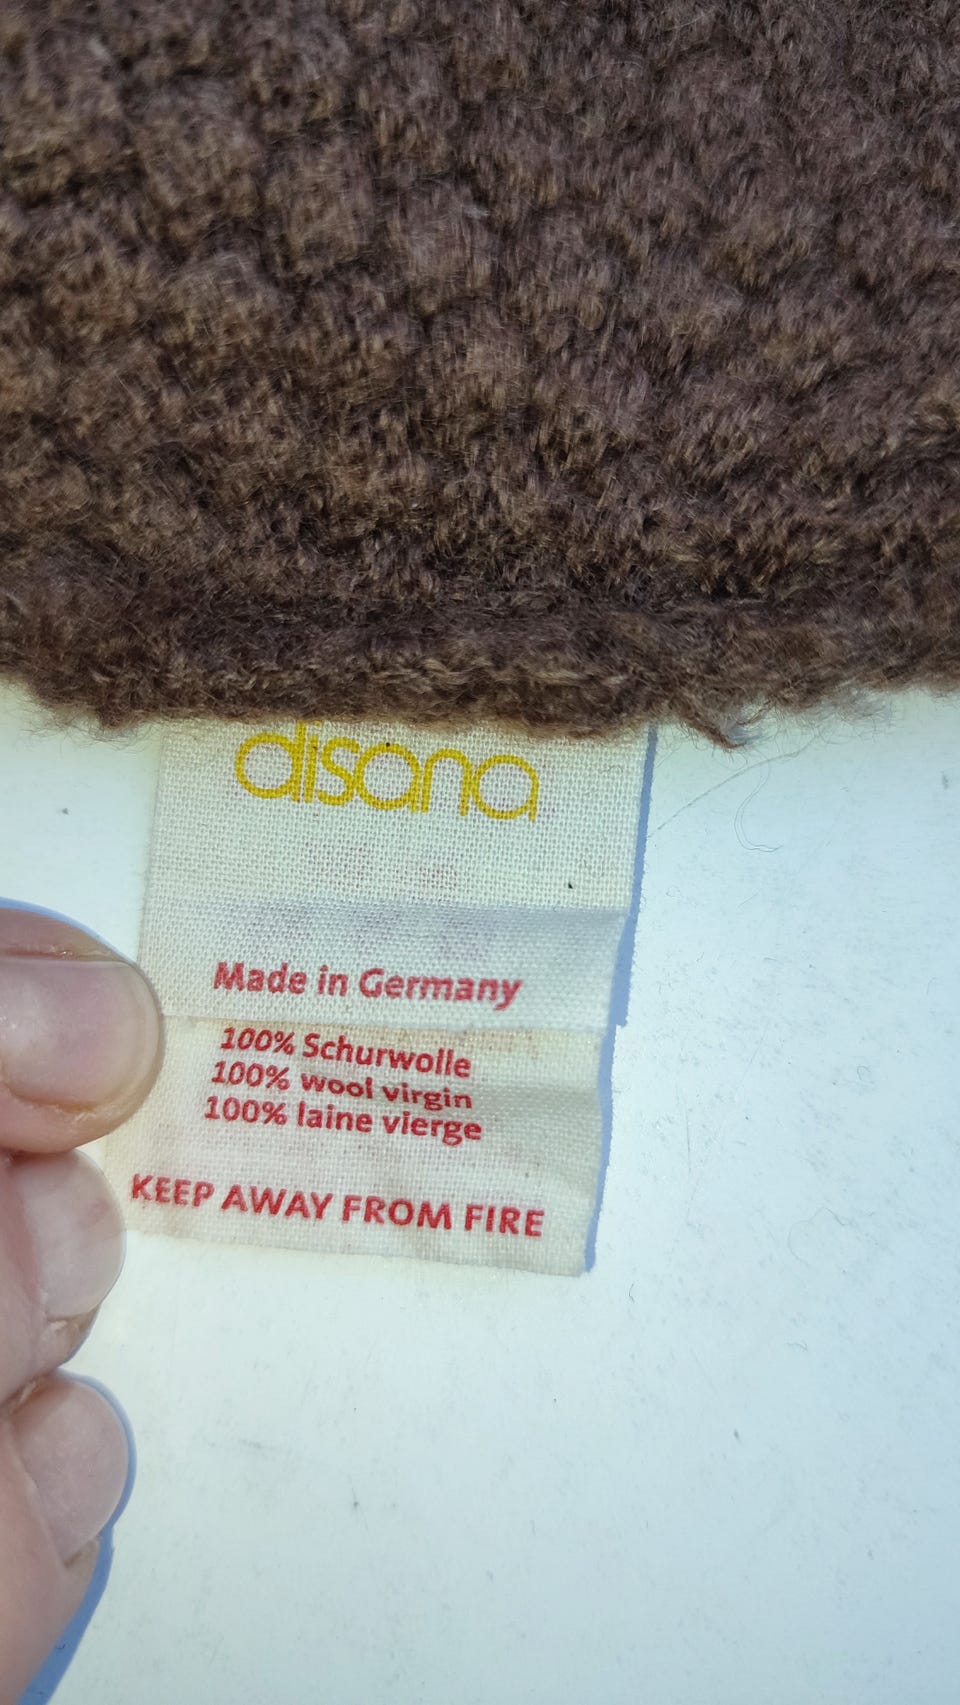 disana
Made in Germany
100% Schurwolle
100% wool virgin
100% laine vierge
KEEP AWAY FROM FIRE